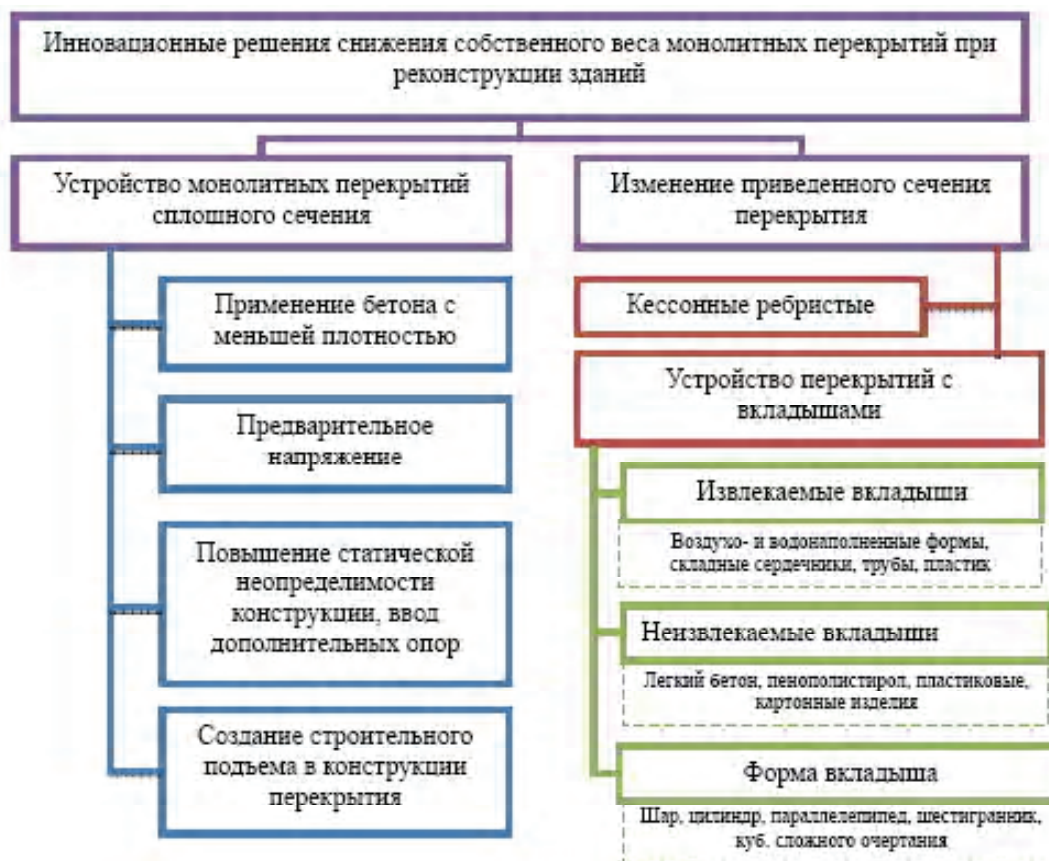 Инновационные решения снижения собственного веса монолитных перекрытий при
реконструкции зданий
Устройство монолитных перекрытий
сплошного сечения
Применение бетона с
меньшей плотностью
Предварительное
напряжение
Повышение статической
неопределимости
конструкции, ввод
дополнительных опор
Создание строительного
подъема в конструкции
перекрытия
Изменение приведенного сечения
перекрытия
Кессонные ребристые
Устройство перекрытий с
вкладышами
Извлекаемые вкладыши
Воздухо- и водонаполненные формы,
складные сердечники, трубы, пластик
Неизвлекаемые вкладыши
Легкий бетон, пенополистирол, пластиковые,
картонные изделия
Форма вкладыша
Шар, цилиндр, параллелепипед, шестигранник,
куб. сложного очертания